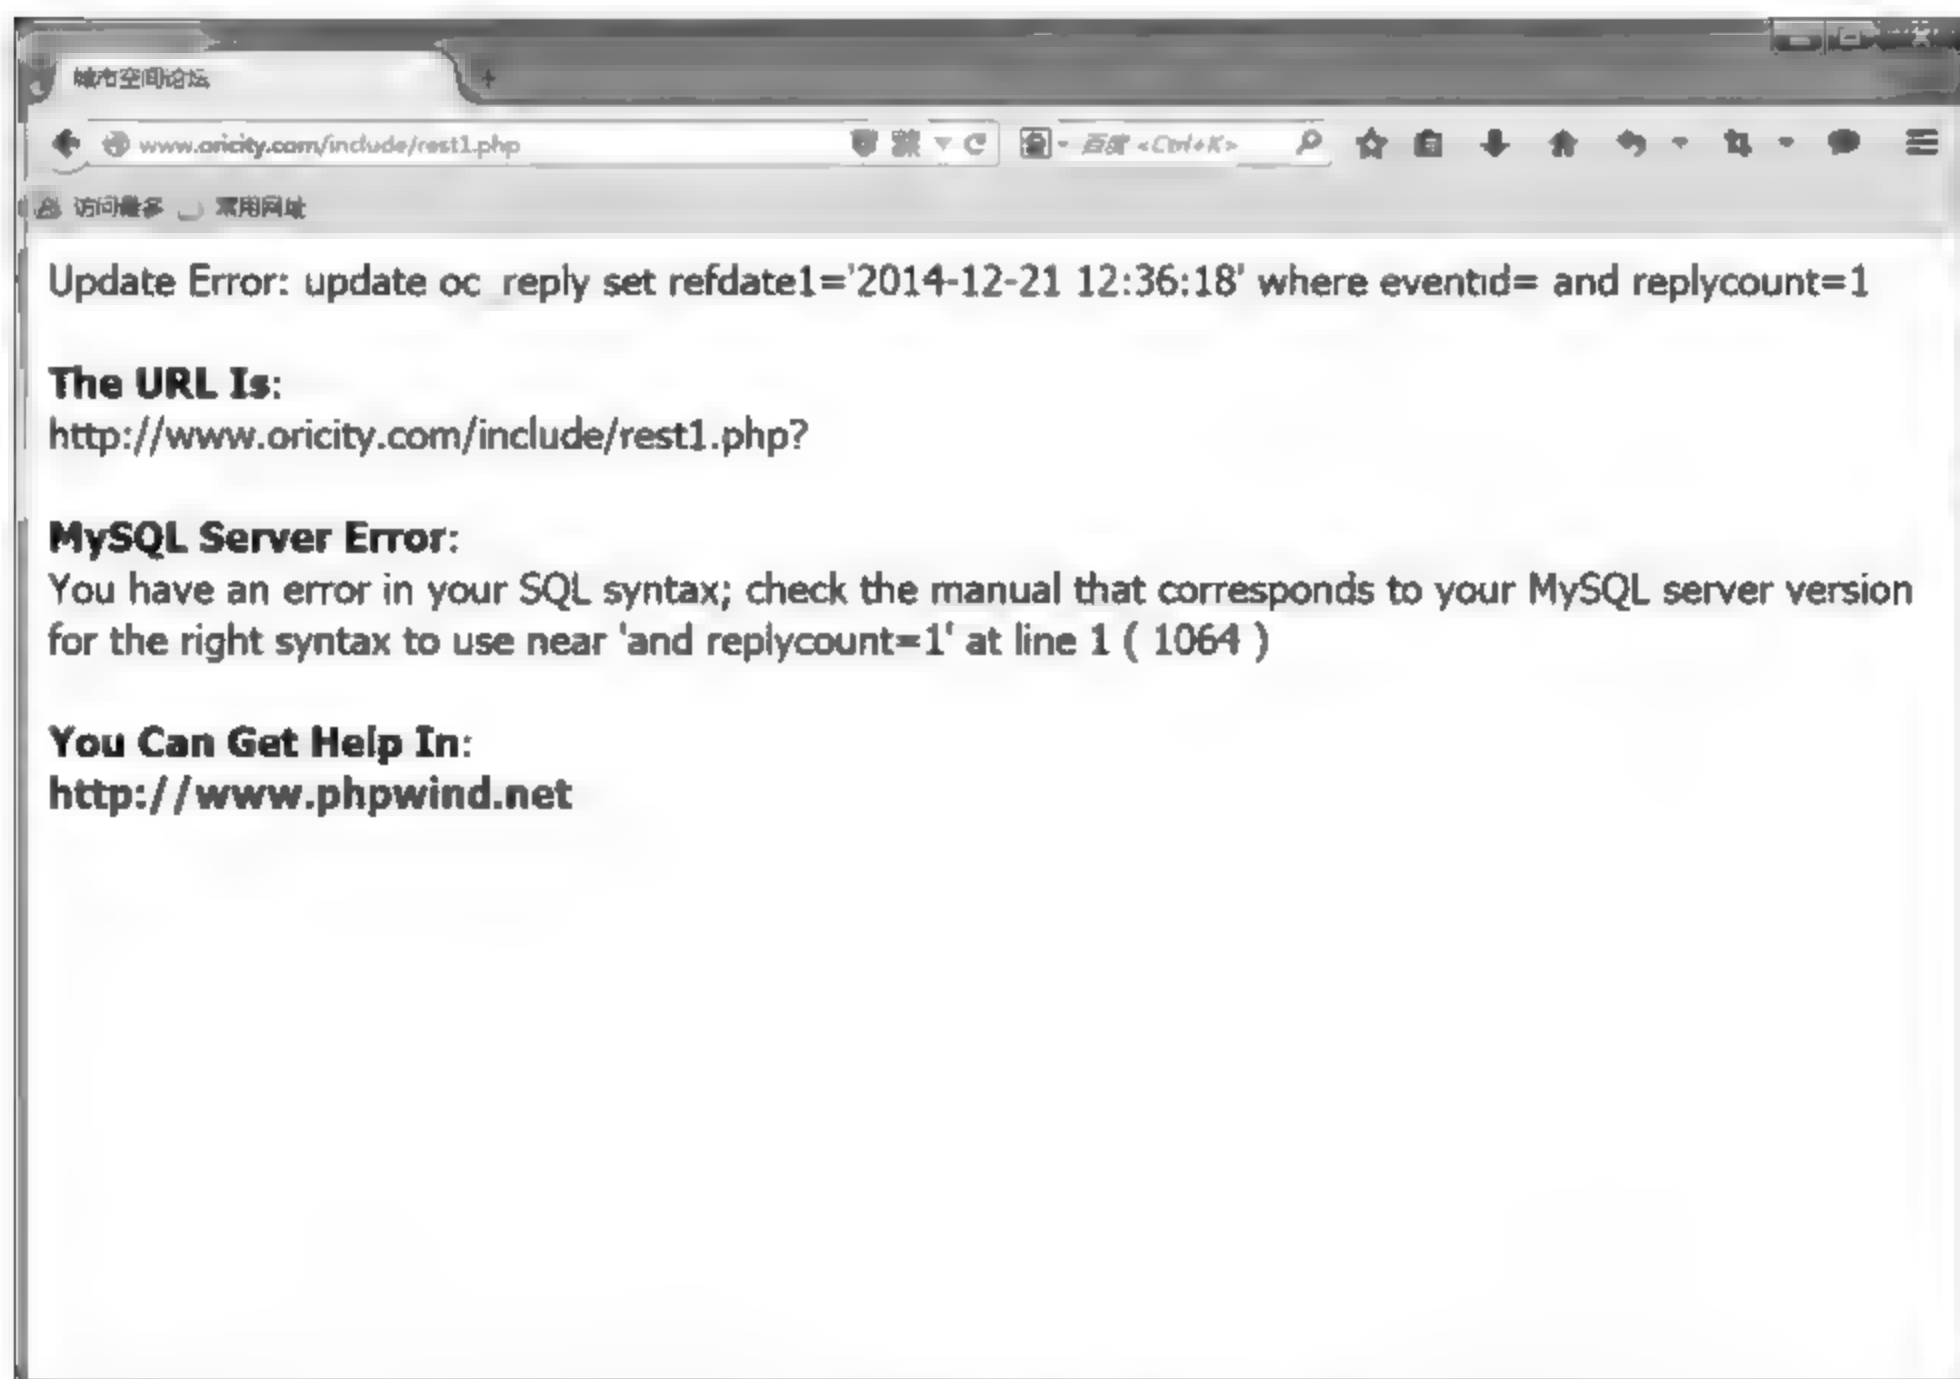 城市空间论坛
www.oricity.com/include/rest1.php
百度 <Ctrl+K>
访问最多 常用网址
Update Error: update oc_reply set refdate1='2014-12-21 12:36:18' where eventid= and replycount=1
The URL Is:
http://www.oricity.com/include/rest1.php?
MySQL Server Error:
You have an error in your SQL syntax; check the manual that corresponds to your MySQL server version
for the right syntax to use near 'and replycount=1' at line 1 ( 1064 )
You Can Get Help In:
http://www.phpwind.net